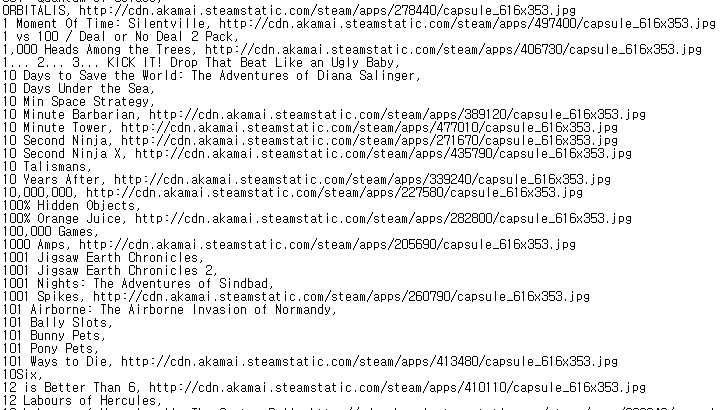 ORBITALIS, http://cdn.akamai.steamstatic.com/steam/apps/278440/capsule_616x353.jpg
1 Moment Of Time: Silentville, http://cdn.akamai.steamstatic.com/steam/apps/497400/capsule_616x353.jpg
1 vs 100 / Deal or No Deal 2 Pack,
1,000 Heads Among the Trees, http://cdn.akamai.steamstatic.com/steam/apps/406730/capsule_616x353.jpg
1... 2... 3... KICK IT! Drop That Beat Like an Ugly Baby,
10 Days to Save the World: The Adventures of Diana Salinger,
10 Days Under the Sea,
10 Min Space Strategy,
10 Minute Barbarian, http://cdn.akamai.steamstatic.com/steam/apps/389120/capsule_616x353.jpg
10 Minute Tower, http://cdn.akamai.steamstatic.com/steam/apps/477010/capsule_616x353.jpg
10 Second Ninja, http://cdn.akamai.steamstatic.com/steam/apps/271670/capsule_616x353.jpg
10 Second Ninja X, http://cdn.akamai.steamstatic.com/steam/apps/435790/capsule_616x353.jpg
10 Talismans,
10 Years After, http://cdn.akamai.steamstatic.com/steam/apps/339240/capsule_616x353.jpg
10,000,000, http://cdn.akamai.steamstatic.com/steam/apps/227580/capsule_616x353.jpg
100% Hidden Objects,
100% Orange Juice, http://cdn.akamai.steamstatic.com/steam/apps/282800/capsule_616x353.jpg
100,000 Games,
1000 Amps, http://cdn.akamai.steamstatic.com/steam/apps/205690/capsule_616x353.jpg
1001 Jigsaw Earth Chronicles,
1001 Jigsaw Earth Chronicles 2,
1001 Nights: The Adventures of Sindbad,
1001 Spikes, http://cdn.akamai.steamstatic.com/steam/apps/260790/capsule_616x353.jpg
101 Airborne: The Airborne Invasion of Normandy,
101 Bally Slots,
101 Bunny Pets,
101 Pony Pets,
101 Ways to Die, http://cdn.akamai.steamstatic.com/steam/apps/413480/capsule_616x353.jpg
10Six,
12 is Better Than 6, http://cdn.akamai.steamstatic.com/steam/apps/410110/capsule_616x353.jpg
12 Labours of Hercules,